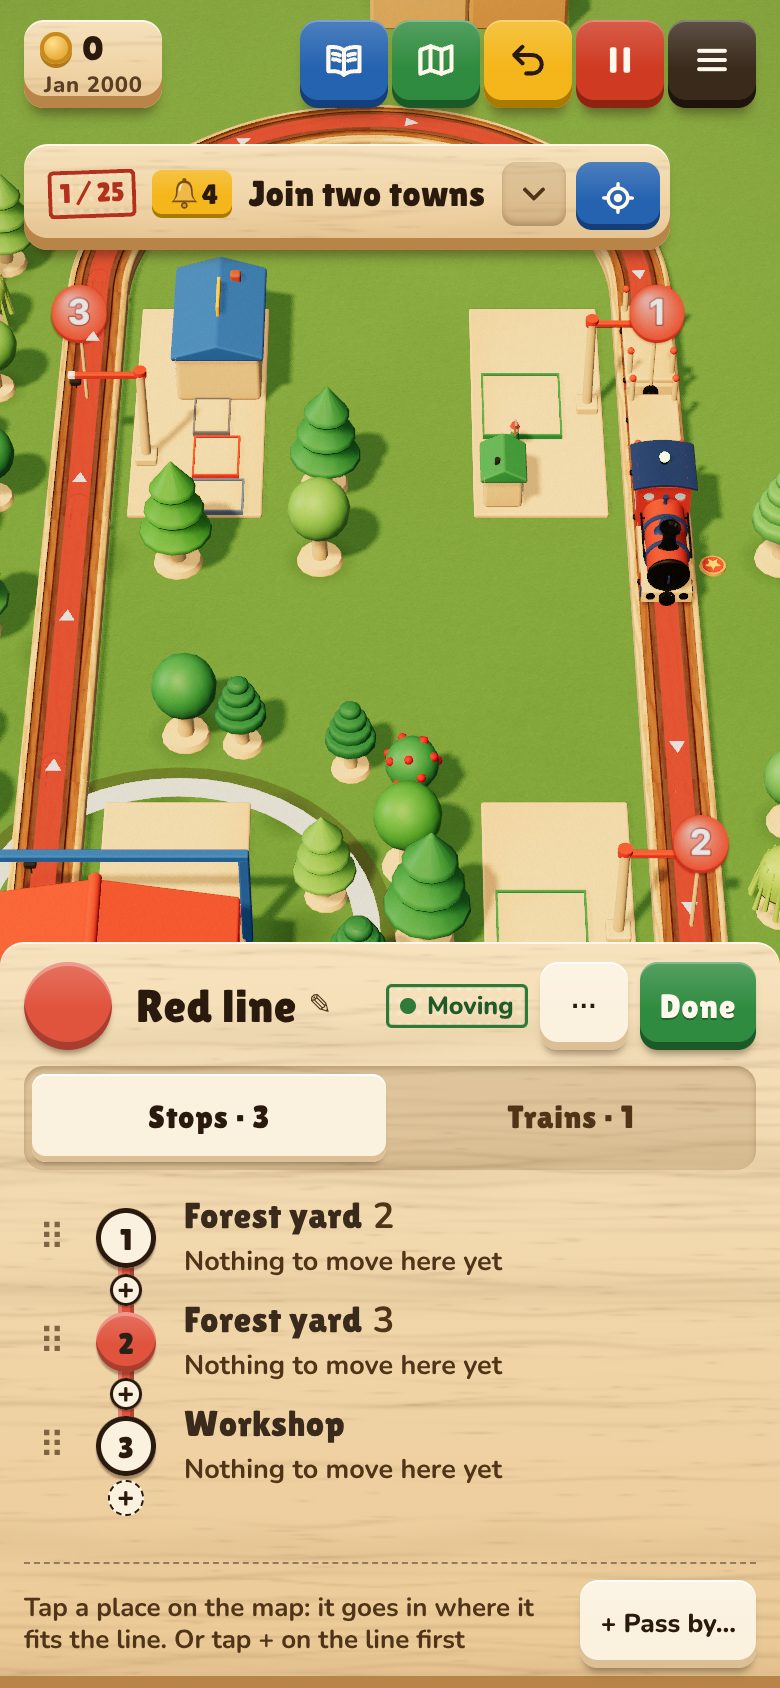 0
Jan 2000
1/25
4
Join two towns
3
1
2
Red line
Moving
...
Done
Stops · 3
Trains · 1
1
Forest yard 2
Nothing to move here yet
+
2
Forest yard 3
Nothing to move here yet
+
3
Workshop
Nothing to move here yet
+
Tap a place on the map: it goes in where it
fits the line. Or tap + on the line first
+ Pass by...